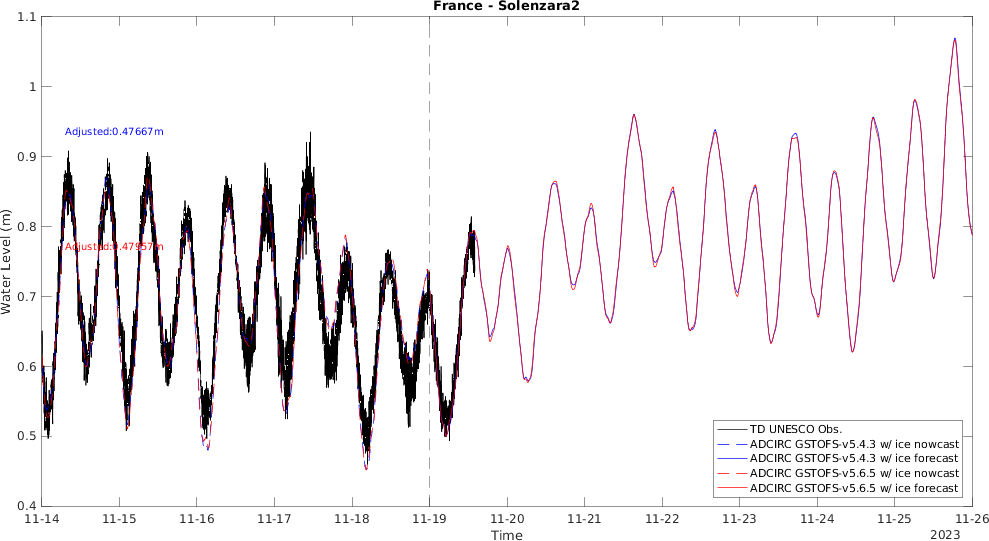 France - Solenzara2
1.1
1
0.9
0.8
0.7
0.6
0.5
0.4
Water Level (m)
Adjusted:0.47667m
Adjusted:0.47957m
TD UNESCO Obs.
ADCIRC GSTOFS-v5.4.3 w/ ice nowcast
ADCIRC GSTOFS-v5.4.3 w/ ice forecast
ADCIRC GSTOFS-v5.6.5 w/ ice nowcast
ADCIRC GSTOFS-v5.6.5 w/ ice forecast
11-14 11-15 11-16 11-17 11-18 11-19 11-20 11-21 11-22 11-23 11-24 11-25 11-26
Time
2023